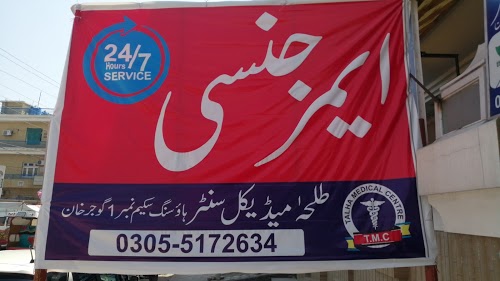 24/7
Hours
SERVICE
ایمرجنسی
طلحہٰ میڈیکل سنٹر ہاؤسنگ سکیم نمبر 1 گوجرخان
TALHA MEDICAL CENTRE
T.M.C
0305-5172634